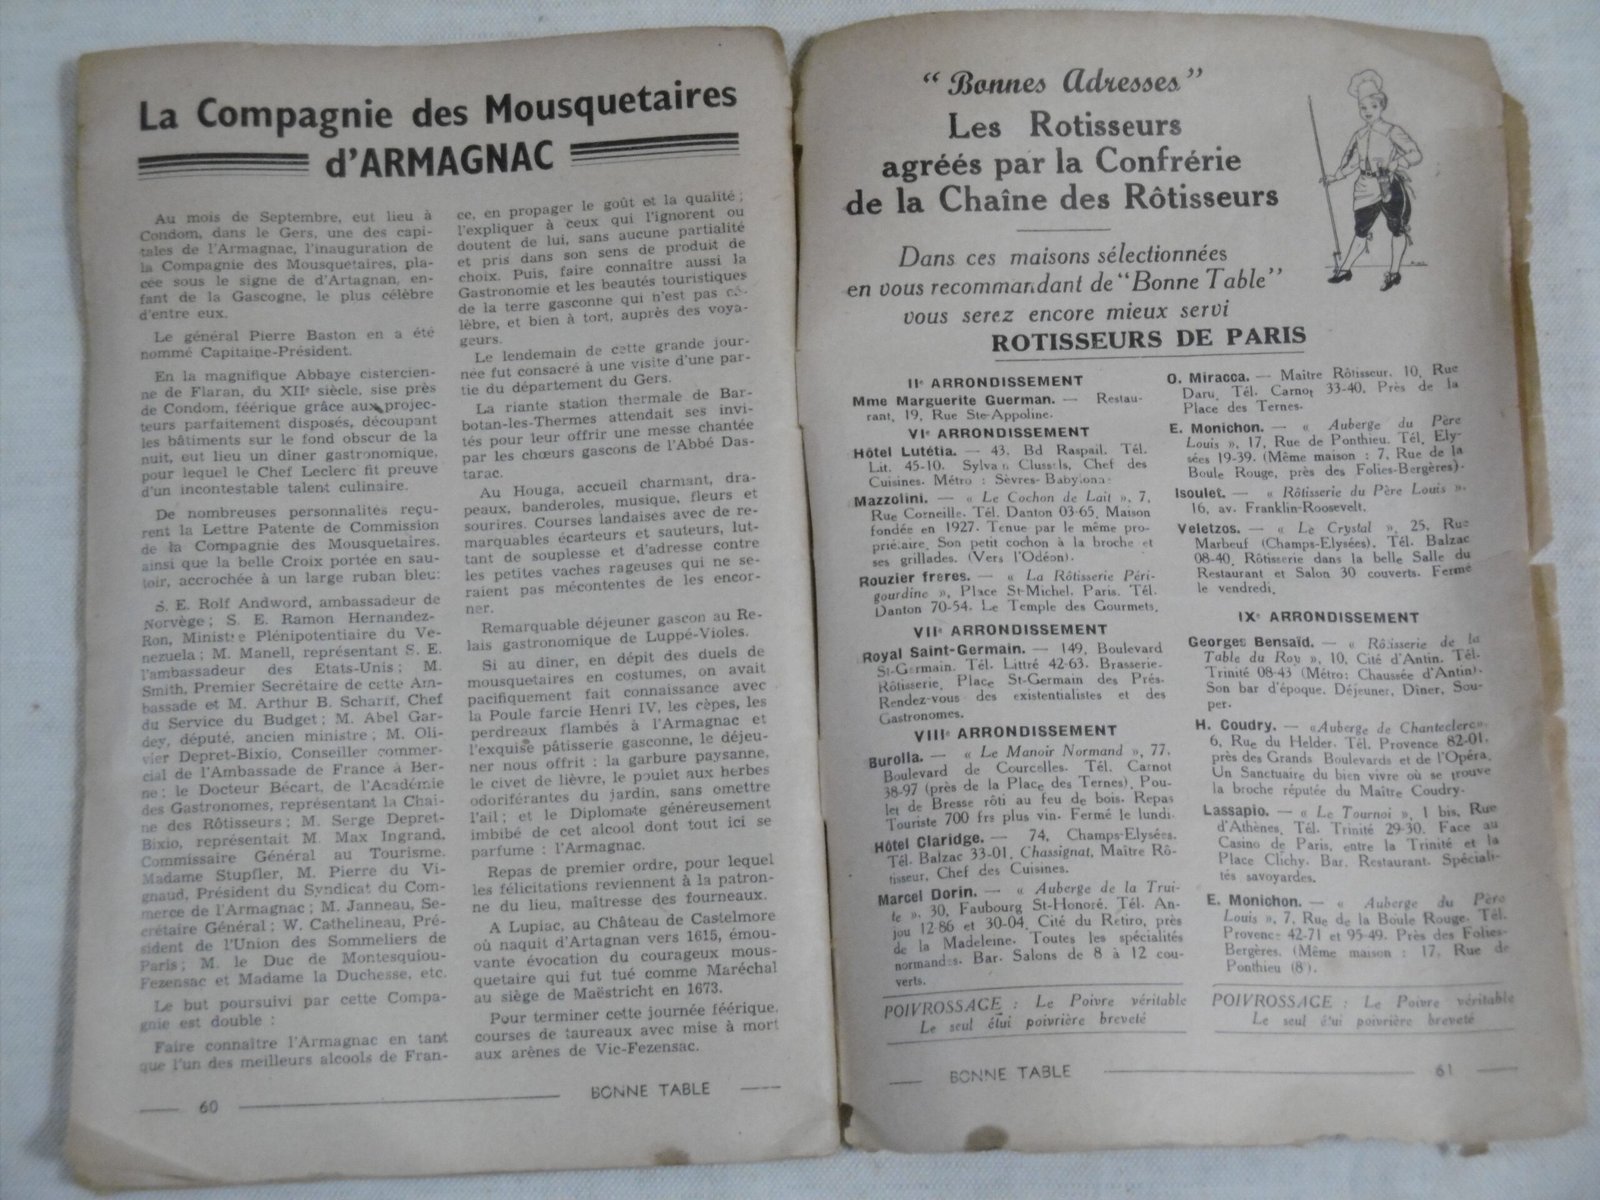 La Compagnie des Mousquetaires
d'ARMAGNAC
Au mois de Septembre, eut lieu à
Condom, dans le Gers, une des capi-
tales de l'Armagnac, l'inauguration de
la Compagnie des Mousquetaires, pla-
cée sous le signe de d'Artagnan, en-
fant de la Gascogne, le plus célèbre
d'entre eux.
Le général Pierre Baston en a été
nommé Capitaine-Président.
En la magnifique Abbaye cistercien-
ne de Flaran, du XIIe siècle, sise près
de Condom, féérique grâce aux projec-
teurs parfaitement disposés, découpant
les bâtiments sur le fond obscur de la
nuit, eut lieu un dîner gastronomique,
pour lequel le Chef Leclerc fit preuve
d'un incontestable talent culinaire.
De nombreuses personnalités reçu-
rent la Lettre Patente de Commission
de la Compagnie des Mousquetaires,
ainsi que la belle Croix portée en sau-
toir, accrochée à un large ruban bleu:
S. E. Rolf Andword, ambassadeur de
Norvège; S. E. Ramon Hernandez-
Ron, Ministre Plénipotentiaire du Ve-
nezuela; M. Manell, représentant S. E.
l'ambassadeur des Etats-Unis; M.
Smith, Premier Secrétaire de cette Am-
bassade et M. Arthur B. Scharff, Chef
du Service du Budget; M. Abel Gar-
dey, député, ancien ministre; M. Oli-
vier Depret-Bixio, Conseiller commer-
cial de l'Ambassade de France à Ber-
ne; le Docteur Bécart, de l'Académie
des Gastronomes, représentant la Chaî-
ne des Rôtisseurs; M. Serge Depret-
Bixio, représentait M. Max Ingrand,
Commissaire Général au Tourisme,
Madame Stupfler, M. Pierre du Vi-
gnaud, Président du Syndicat du Com-
merce de l'Armagnac; M. Janneau, Se-
crétaire Général; W. Cathelineau, Pré-
sident de l'Union des Sommeliers de
Paris; M. le Duc de Montesquiou-
Fezensac et Madame la Duchesse, etc.
Le but poursuivi par cette Compa-
gnie est double :
Faire connaître l'Armagnac en tant
que l'un des meilleurs alcools de Fran-
ce, en propager le goût et la qualité;
l'expliquer à ceux qui l'ignorent ou
doutent de lui, sans aucune partialité
et pris dans son sens de produit de
choix. Puis, faire connaître aussi la
Gastronomie et les beautés touristiques
de la terre gasconne qui n'est pas cé-
lèbre, et bien à tort, auprès des voya-
geurs.
Le lendemain de cette grande jour-
née fut consacré à une visite d'une par-
tie du département du Gers.
La riante station thermale de Bar-
botan-les-Thermes attendait ses invi-
tés pour leur offrir une messe chantée
par les chœurs gascons de l'Abbé Das-
tarac.
Au Houga, accueil charmant, dra-
peaux, banderoles, musique, fleurs et
sourires. Courses landaises avec de re-
marquables écarteurs et sauteurs, lut-
tant de souplesse et d'adresse contre
les petites vaches rageuses qui ne se-
raient pas mécontentes de les encor-
ner.
Remarquable déjeuner gascon au Re-
lais gastronomique de Luppé-Violes.
Si au dîner, en dépit des duels de
mousquetaires en costumes, on avait
pacifiquement fait connaissance avec
la Poule farcie Henri IV, les cèpes, les
perdreaux flambés à l'Armagnac et
l'exquise pâtisserie gasconne, le déjeu-
ner nous offrit : la garbure paysanne,
le civet de lièvre, le poulet aux herbes
odoriférantes du jardin, sans omettre
l'ail; et le Diplomate généreusement
imbibé de cet alcool dont tout ici se
parfume : l'Armagnac.
Repas de premier ordre, pour lequel
les félicitations reviennent à la patron-
ne du lieu, maîtresse des fourneaux.
A Lupiac, au Château de Castelmore
où naquit d'Artagnan vers 1615, émou-
vante évocation du courageux mous-
quetaire qui fut tué comme Maréchal
au siège de Maëstricht en 1673.
Pour terminer cette journée féérique,
courses de taureaux avec mise à mort
aux arènes de Vic-Fezensac.
60 BONNE TABLE
"Bonnes Adresses"
Les Rotisseurs
agréés par la Confrérie
de la Chaîne des Rôtisseurs
Dans ces maisons sélectionnées
en vous recommandant de "Bonne Table"
vous serez encore mieux servi
ROTISSEURS DE PARIS
IIe ARRONDISSEMENT
Mme Marguerite Guerman. — Restau-
rant, 19, Rue Ste-Appoline.
VIe ARRONDISSEMENT
Hôtel Lutétia. — 43, Bd Raspail. Tél.
Lit. 45-10. Sylvain Clussels, Chef des
Cuisines. Métro : Sèvres-Babylone
Mazzolini. — « Le Cochon de Lait », 7,
Rue Corneille. Tél. Danton 03-65. Maison
fondée en 1927. Tenue par le même pro-
priétaire. Son petit cochon à la broche et
ses grillades. (Vers l'Odéon).
Rouzier freres. — « La Rôtisserie Péri-
gourdine », Place St-Michel. Paris. Tél.
Danton 70-54. Le Temple des Gourmets.
VIIe ARRONDISSEMENT
Royal Saint-Germain. — 149, Boulevard
St-Germain. Tél. Littré 42-63. Brasserie-
Rôtisserie. Place St-Germain des Prés.
Rendez-vous des existentialistes et des
Gastronomes.
VIIIe ARRONDISSEMENT
Burolla. — « Le Manoir Normand », 77,
Boulevard de Courcelles. Tél. Carnot
38-97 (près de la Place des Ternes). Pou-
let de Bresse rôti au feu de bois. Repas
Touriste 700 frs plus vin. Fermé le lundi.
Hôtel Claridge. — 74, Champs-Elysées.
Tél. Balzac 33-01. Chassignat, Maître Rô-
tisseur, Chef des Cuisines.
Marcel Dorin. — « Auberge de la Trui-
te », 30, Faubourg St-Honoré. Tél. An-
jou 12-86 et 30-04. Cité du Retiro, près
de la Madeleine. Toutes les spécialités
normandes. Bar. Salons de 8 à 12 cou-
verts.
POIVROSSAGE : Le Poivre véritable
Le seul étui poivrière breveté
O. Miracca. — Maître Rôtisseur. 10, Rue
Daru. Tél. Carnot 33-40. Près de la
Place des Ternes.
E. Monichon. — « Auberge du Père
Louis », 17, Rue de Ponthieu. Tél. Ely-
sées 19-39. (Même maison : 7, Rue de la
Boule Rouge, près des Folies-Bergères).
Isoulet. — « Rôtisserie du Père Louis ».
16, av. Franklin-Roosevelt.
Veletzos. — « Le Crystal », 25, Rue
Marbeuf (Champs-Elysées). Tél. Balzac
08-40. Rôtisserie dans la belle Salle du
Restaurant et Salon 30 couverts. Fermé
le vendredi.
IXe ARRONDISSEMENT
Georges Bensaïd. — « Rôtisserie de la
Table du Roy », 10, Cité d'Antin. Tél.
Trinité 08-43 (Métro: Chaussée d'Antin).
Son bar d'époque. Déjeuner, Dîner, Sou-
per.
H. Coudry. — «Auberge de Chanteclerc»
6, Rue du Helder. Tél. Provence 82-01.
près des Grands Boulevards et de l'Opéra.
Un Sanctuaire du bien vivre où se trouve
la broche réputée du Maître Coudry.
Lassapio. — « Le Tournoi », 1 bis, Rue
d'Athènes. Tél. Trinité 29-30. Face au
Casino de Paris, entre la Trinité et la
Place Clichy. Bar. Restaurant. Spéciali-
tés savoyardes.
E. Monichon. — « Auberge du Père
Louis », 7, Rue de la Boule Rouge. Tél.
Provence 42-71 et 95-49. Près des Folies-
Bergères. (Même maison : 17, Rue de
Ponthieu (8e).
POIVROSSAGE : Le Poivre véritable
Le seul étui poivrière breveté
BONNE TABLE 61